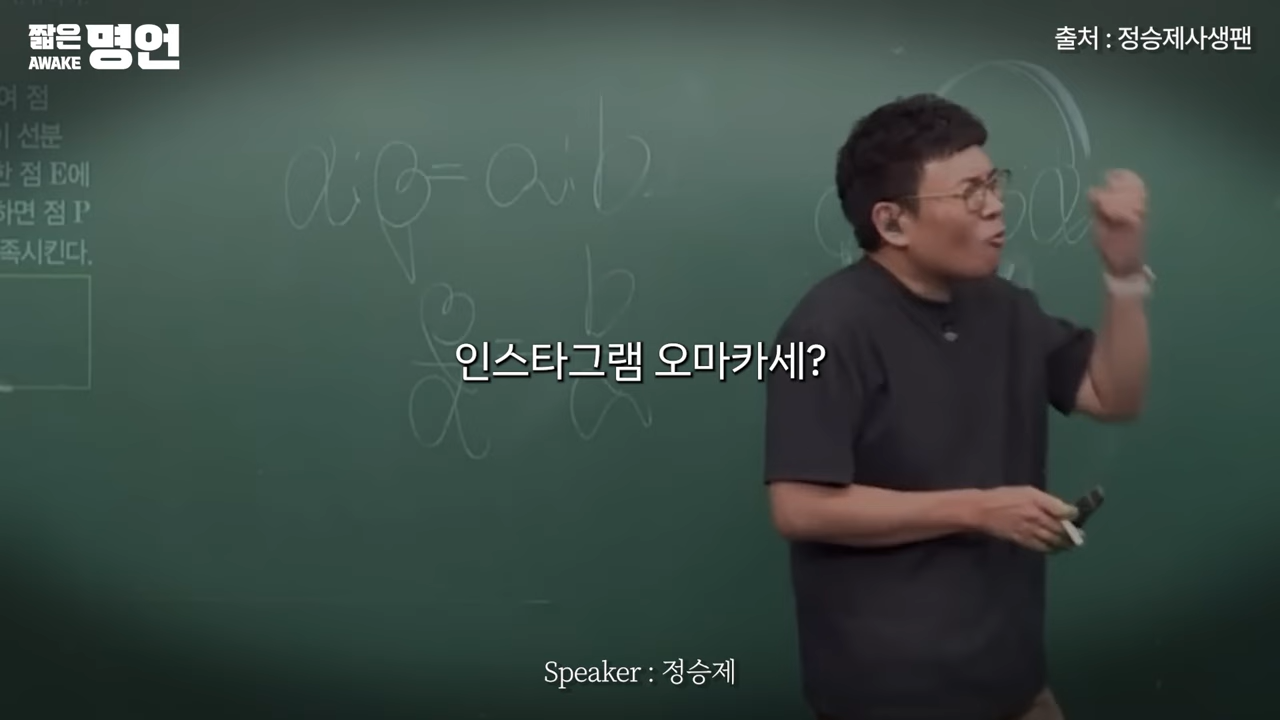 짧은 명언
AWAKE
출처 : 정승제사생팬
여 점
이 선분
한 점 E에
하면 점 P
족시킨다.
α : β = a : b
β/α = b/a
인스타그램 오마카세?
Speaker : 정승제